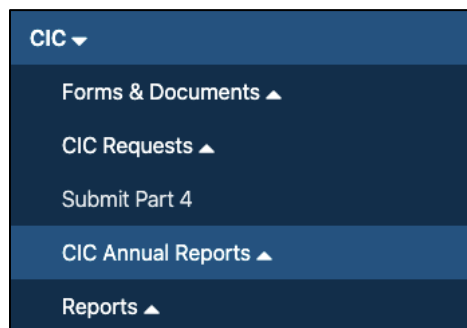 CIC
Forms & Documents
CIC Requests
Submit Part 4
CIC Annual Reports
Reports